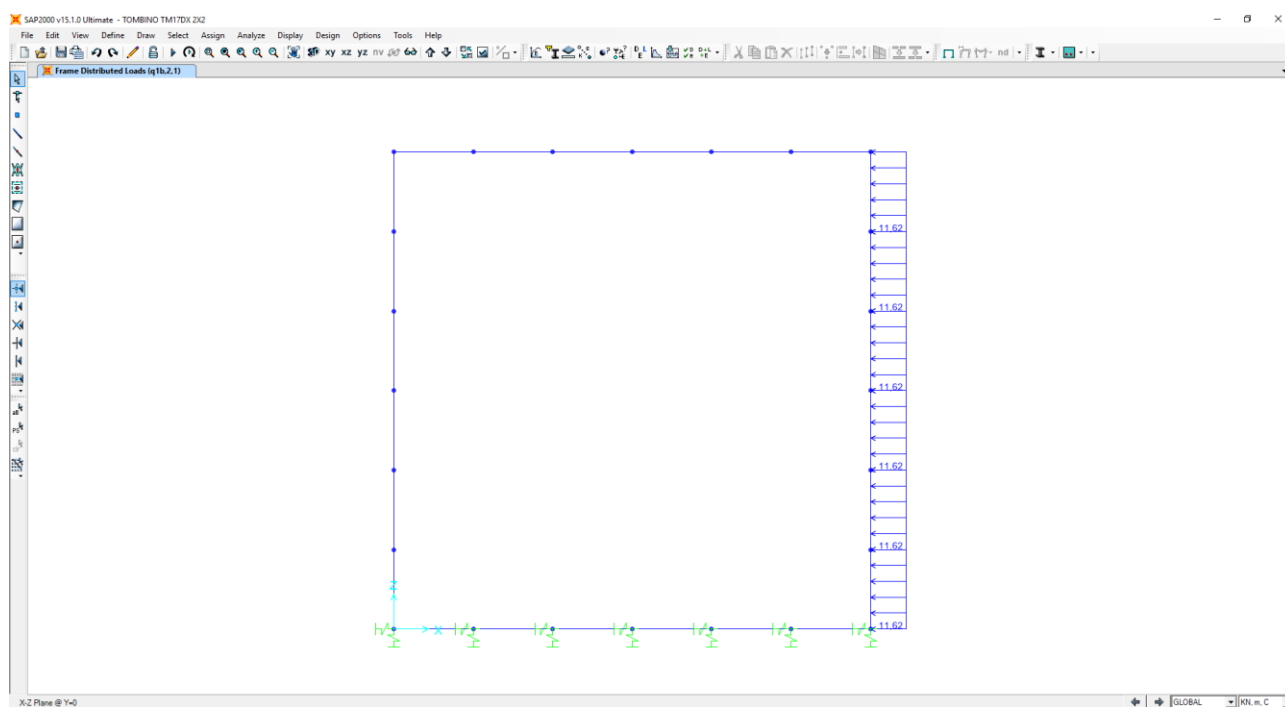 SAP2000 v15.1.0 Ultimate - TOMBINO TM17DX 2X2
File Edit View Define Draw Select Assign Analyze Display Design Options Tools Help
xy xz yz nv nd
Frame Distributed Loads (q1b,2,1)
11.62
11.62
11.62
11.62
11.62
11.62
Z
X
X-Z Plane @ Y=0
GLOBAL
KN, m, C